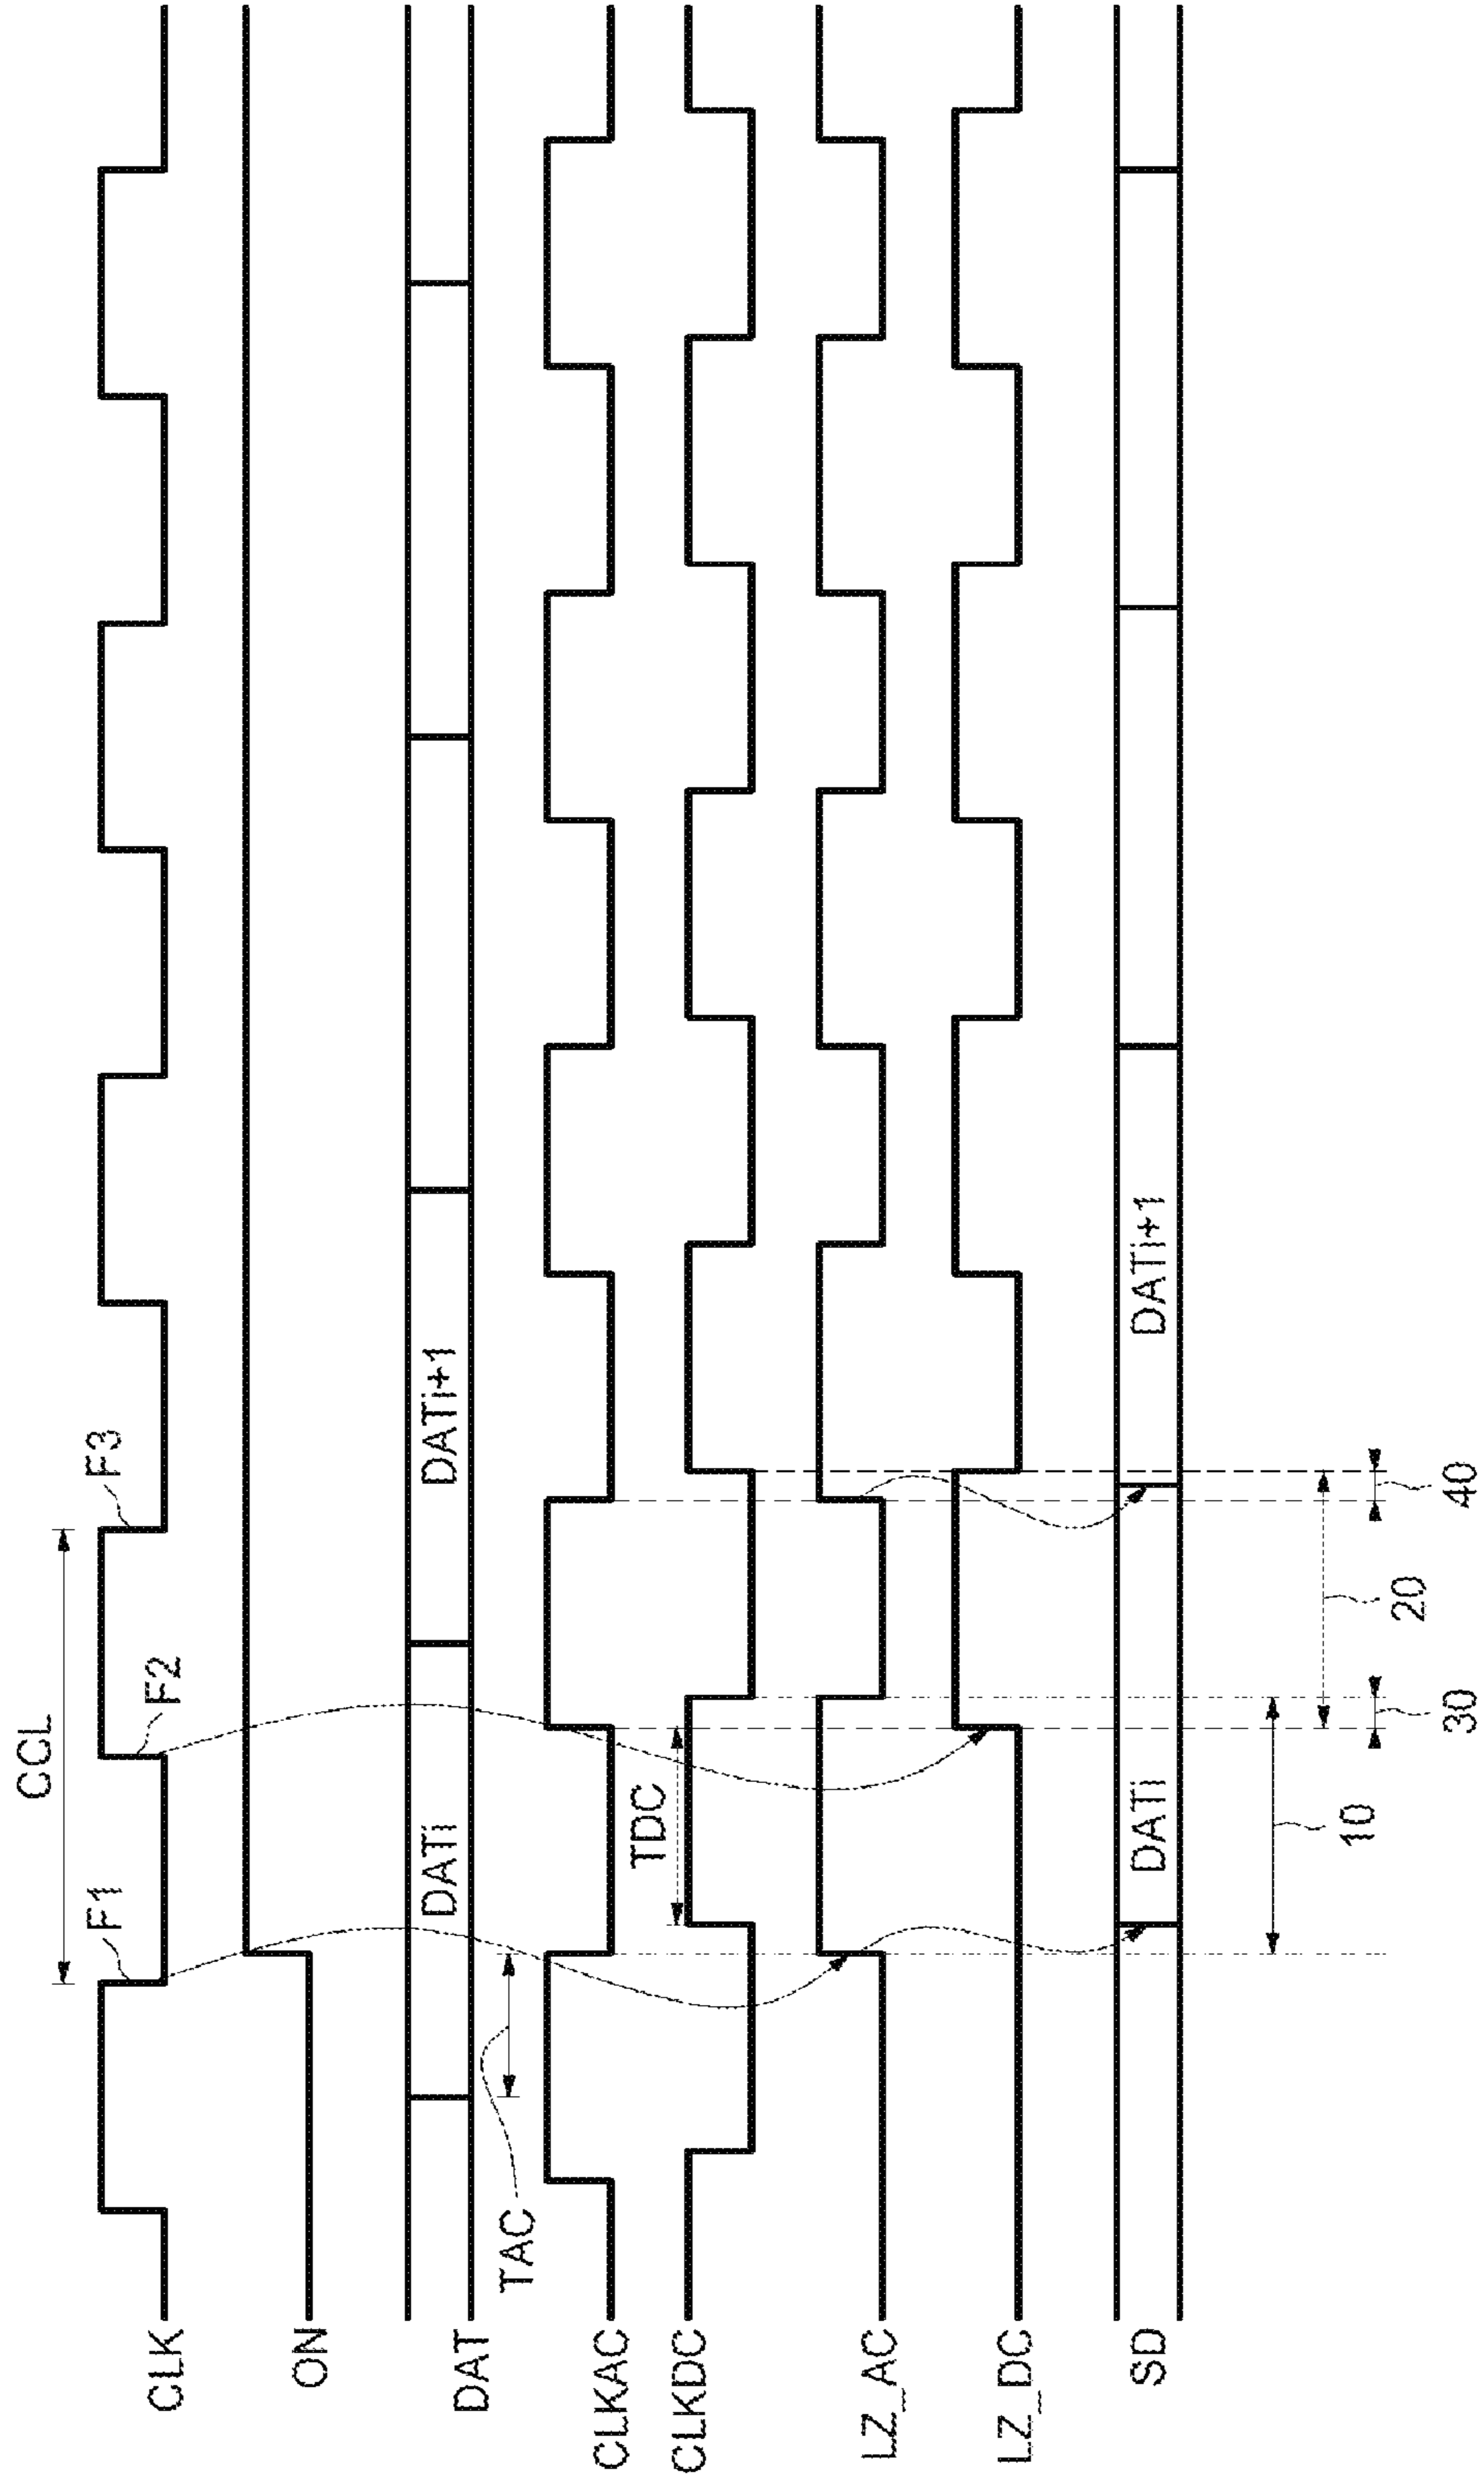 CCL
F1
F2
F3
CLK
ON
DAT
DATi
DATi+1
TAC
CLKAC
TDC
CLKDC
LZ_AC
LZ_DC
SD
DATi
DATi+1
10
30
20
40